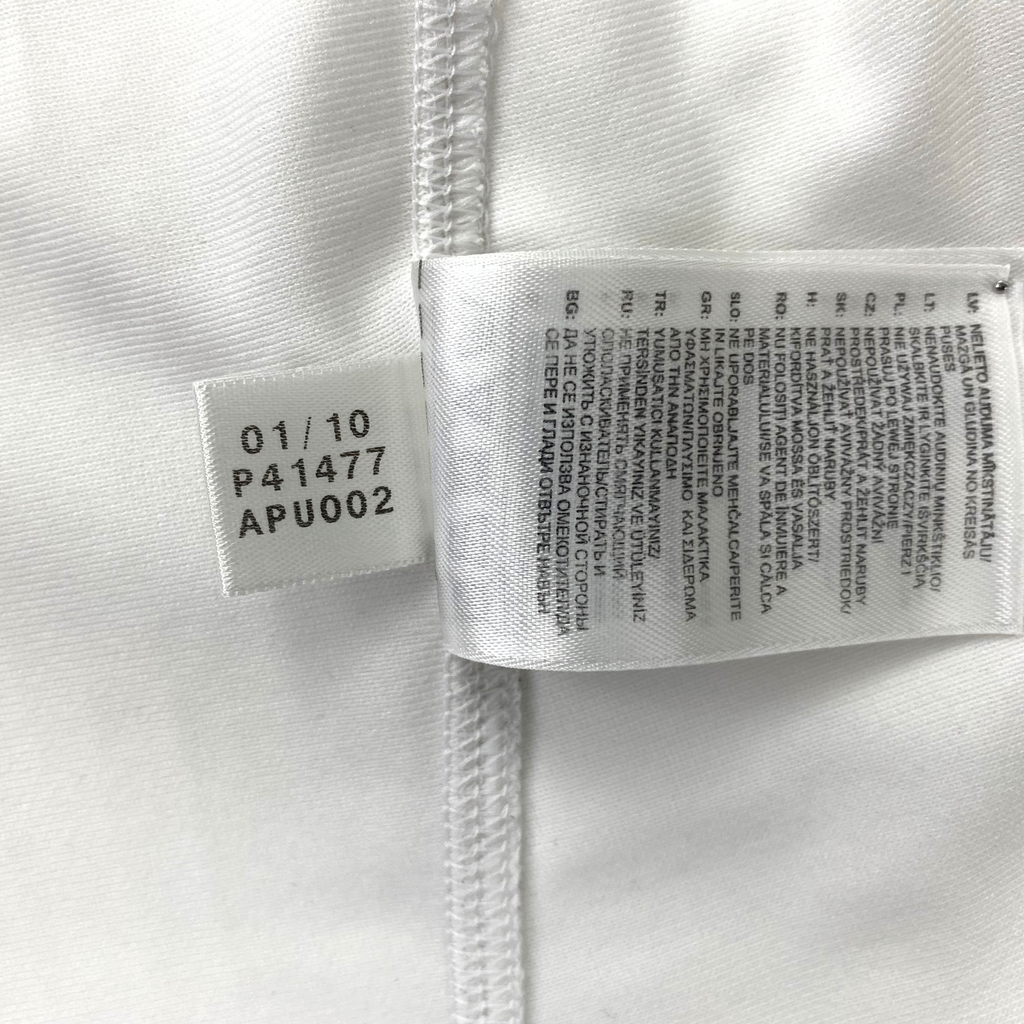 01/10
P41477
APU002
LV: NELIETO AUDUMA MĪKSTINĀTĀJU/
MAZGĀ UN GLUDINA NO KREISĀS
PUSES
LT: NENAUDOKITE AUDINIŲ MINKŠTIKLIO/
SKALBKITE IR LYGINKITE IŠVIRKŠČIĄ
PL: NIE UŻYWAJ ZMIĘKCZACZY/PIERZ I
PRASUJ PO LEWEJ STRONIE
CZ: NEPOUŽÍVAT ŽÁDNÝ AVIVÁŽNÍ
PROSTŘEDEK/PRÁT A ŽEHLIT NARUBY
SK: NEPOUŽÍVAŤ AVIVÁŽNY PROSTRIEDOK/
PRAŤ A ŽEHLIŤ NARUBY
H: NE HASZNÁLJON ÖBLÍTŐSZERT/
KIFORDÍTVA MOSSA ÉS VASALJA
RO: NU FOLOSITI AGENT DE INMUIERE A
MATERIALULUI/SE VA SPĂLA SI CĂLCA
PE DOS
SLO: NE UPORABLJAJTE MEHČALCA/PERITE
IN LIKAJTE OBRNJENO
GR: ΜΗ ΧΡΗΣΙΜΟΠΟΙΕΙΤΕ ΜΑΛΑΚΤΙΚΑ
ΥΦΑΣΜΑΤΩΝ/ΠΛΥΣΙΜΟ ΚΑΙ ΣΙΔΕΡΩΜΑ
ΑΠΟ ΤΗΝ ΑΝΑΠΟΔΗ
TR: YUMUŞATICI KULLANMAYINIZ/
TERSİNDEN YIKAYINIZ VE ÜTÜLEYİNİZ
RU: НЕ ПРИМЕНЯТЬ СМЯГЧАЮЩИЙ
ОПОЛАСКИВАТЕЛЬ/СТИРАТЬ И
УТЮЖИТЬ С ИЗНАНОЧНОЙ СТОРОНЫ
BG: ДА НЕ СЕ ИЗПОЛЗВА ОМЕКОТИТЕЛ/ДА
СЕ ПЕРЕ И ГЛАДИ ОТВЪТРЕ НАВЪН